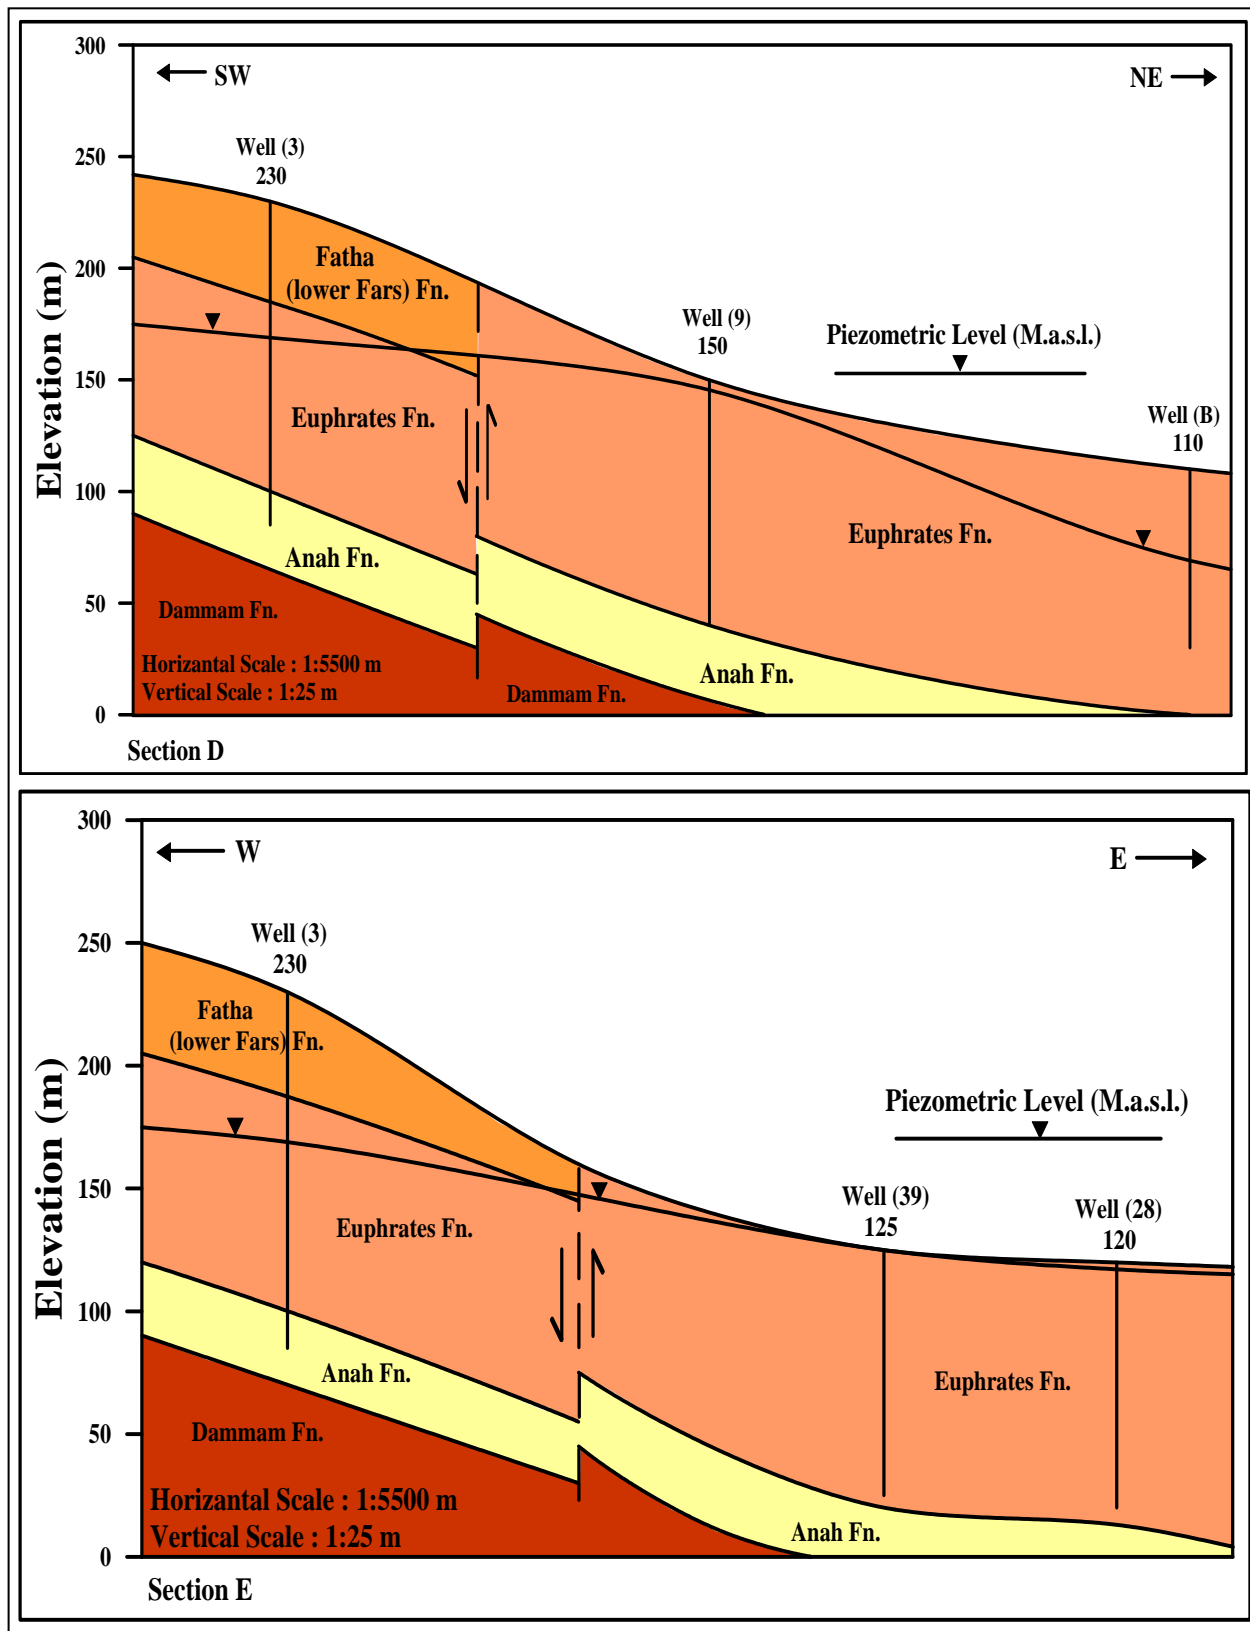 300
SW
NE
250
Well (3)
230
Fatha
(lower Fars) Fn.
200
Well (9)
150
Piezometric Level (M.a.s.l.)
150
Well (B)
110
Euphrates Fn.
Elevation (m)
100
Euphrates Fn.
Anah Fn.
50
Dammam Fn.
Horizantal Scale : 1:5500 m
Vertical Scale : 1:25 m
Anah Fn.
Dammam Fn.
0
Section D
300
W
E
250
Well (3)
230
Fatha
(lower Fars) Fn.
200
Piezometric Level (M.a.s.l.)
150
Well (39)
125
Well (28)
120
Euphrates Fn.
Elevation (m)
100
Anah Fn.
Euphrates Fn.
50
Dammam Fn.
Horizantal Scale : 1:5500 m
Vertical Scale : 1:25 m
Anah Fn.
0
Section E